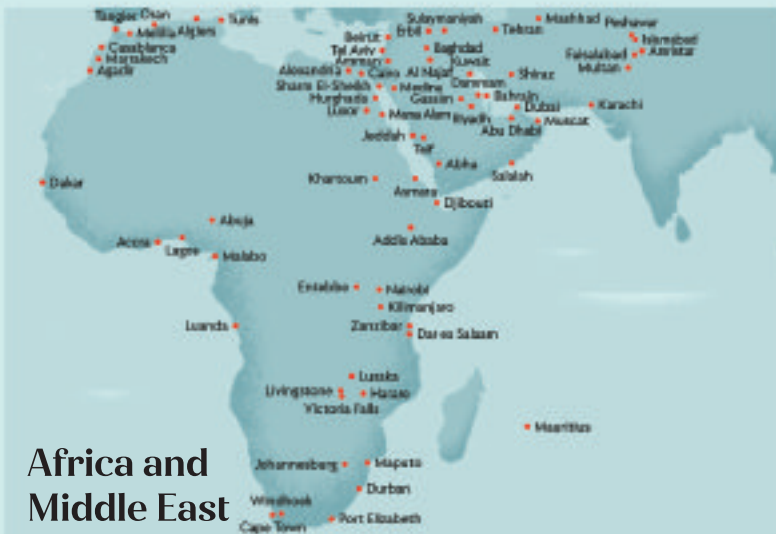 Tangier Oran
Tunis
Melilla Algiers
Casablanca
Marrakech
Agadir
Sulaymaniyah
Erbil
Beirut
Tel Aviv
Amman
Baghdad
Tehran
Mashhad
Peshawar
Islamabad
Amritsar
Faisalabad
Multan
Kuwait
Alexandria
Cairo
Al Najaf
Shiraz
Dammam
Sharm El-Sheikh
Medina
Gassim
Bahrain
Hurghada
Dubai
Karachi
Luxor
Marsa Alam
Riyadh
Abu Dhabi
Muscat
Jeddah
Taif
Abha
Salalah
Khartoum
Asmara
Djibouti
Dakar
Abuja
Accra
Lagos
Malabo
Addis Ababa
Entebbe
Nairobi
Kilimanjaro
Luanda
Zanzibar
Dar es Salaam
Lusaka
Livingstone
Harare
Victoria Falls
Mauritius
Africa and
Middle East
Johannesburg
Maputo
Durban
Windhoek
Cape Town
Port Elizabeth